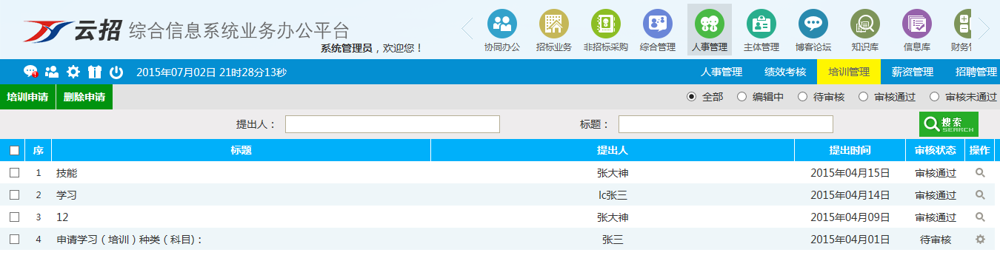 云招 综合信息系统业务办公平台
系统管理员，欢迎您！
协同办公 招标业务 非招标采购 综合管理 人事管理 主体管理 博客论坛 知识库 信息库 财务管
2015年07月02日 21时28分13秒 人事管理 绩效考核 培训管理 薪资管理 招聘管理
培训申请 删除申请 全部 编辑中 待审核 审核通过 审核未通过
提出人： 标题： 搜索 SEARCH
序 标题 提出人 提出时间 审核状态 操作
1 技能 张大神 2015年04月15日 审核通过
2 学习 lc张三 2015年04月14日 审核通过
3 12 张大神 2015年04月09日 审核通过
4 申请学习（培训）种类（科目)： 张三 2015年04月01日 待审核